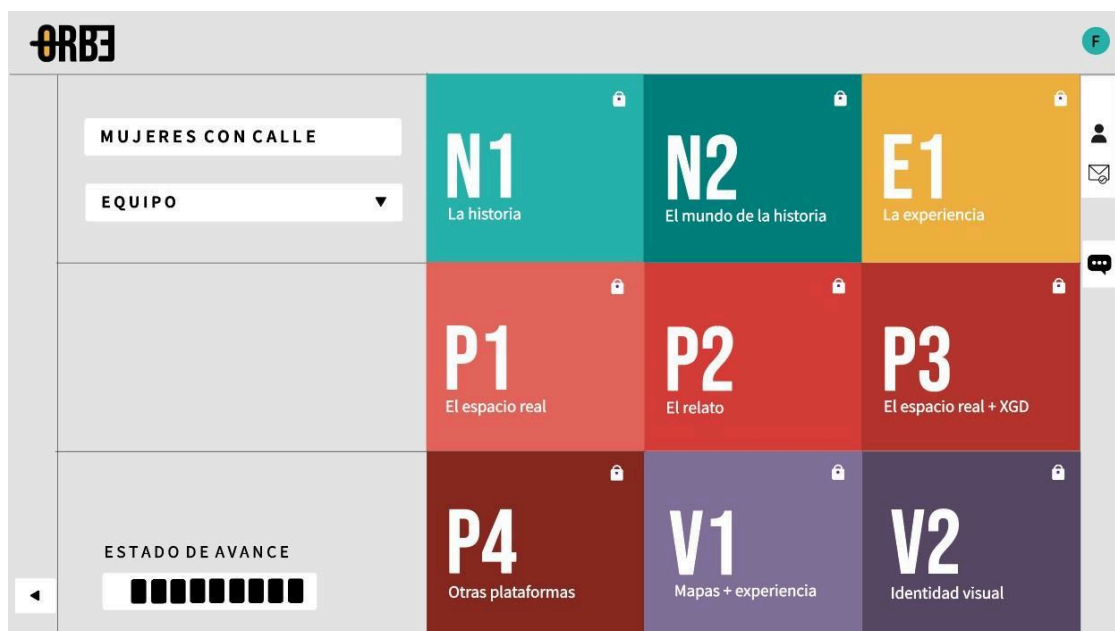 ORBE
F
MUJERES CON CALLE
EQUIPO
N1
La historia
N2
El mundo de la historia
E1
La experiencia
P1
El espacio real
P2
El relato
P3
El espacio real + XGD
ESTADO DE AVANCE
P4
Otras plataformas
V1
Mapas + experiencia
V2
Identidad visual